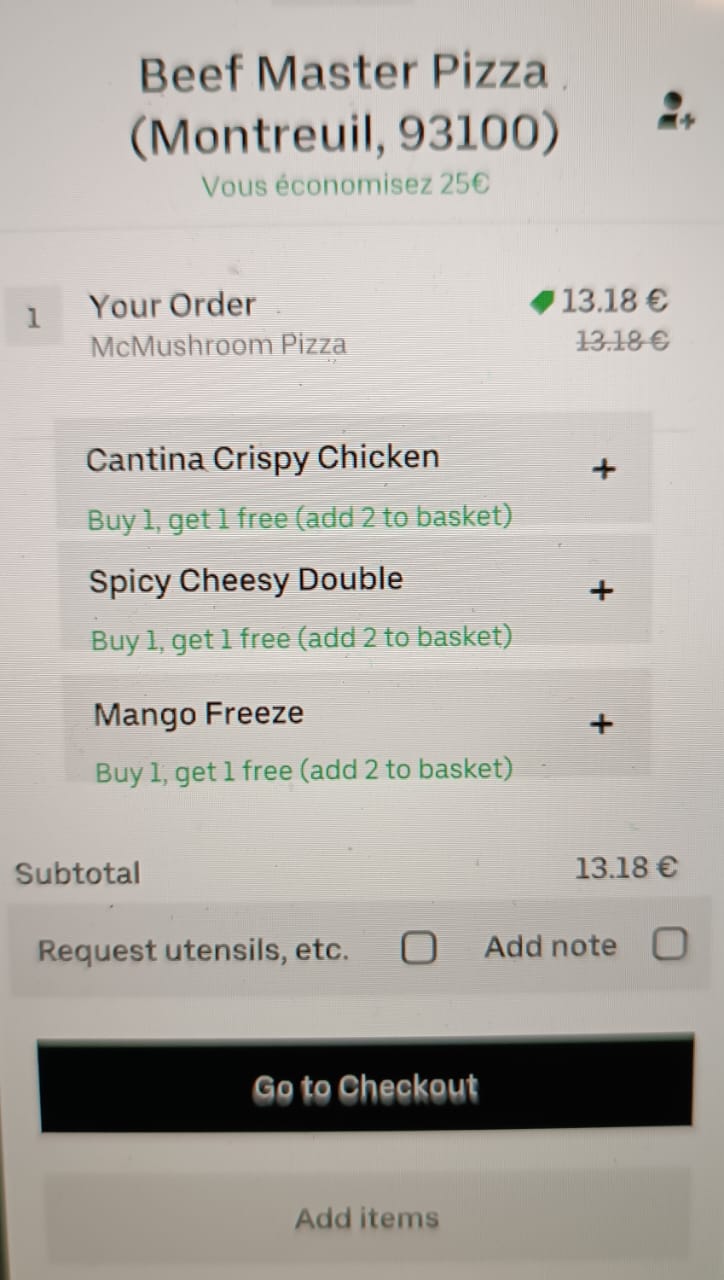 Beef Master Pizza
(Montreuil, 93100)
Vous économisez 25€
1 Your Order 13.18 €
McMushroom Pizza 13.18 €
Cantina Crispy Chicken +
Buy 1, get 1 free (add 2 to basket)
Spicy Cheesy Double +
Buy 1, get 1 free (add 2 to basket)
Mango Freeze +
Buy 1, get 1 free (add 2 to basket)
Subtotal 13.18 €
Request utensils, etc. Add note
Go to Checkout
Add items